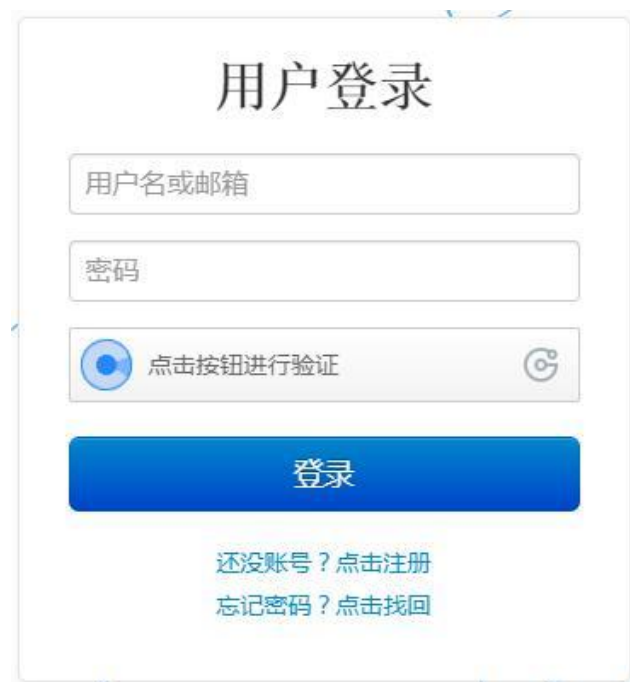 用户登录
用户名或邮箱
密码
点击按钮进行验证
登录
还没账号？点击注册
忘记密码？点击找回